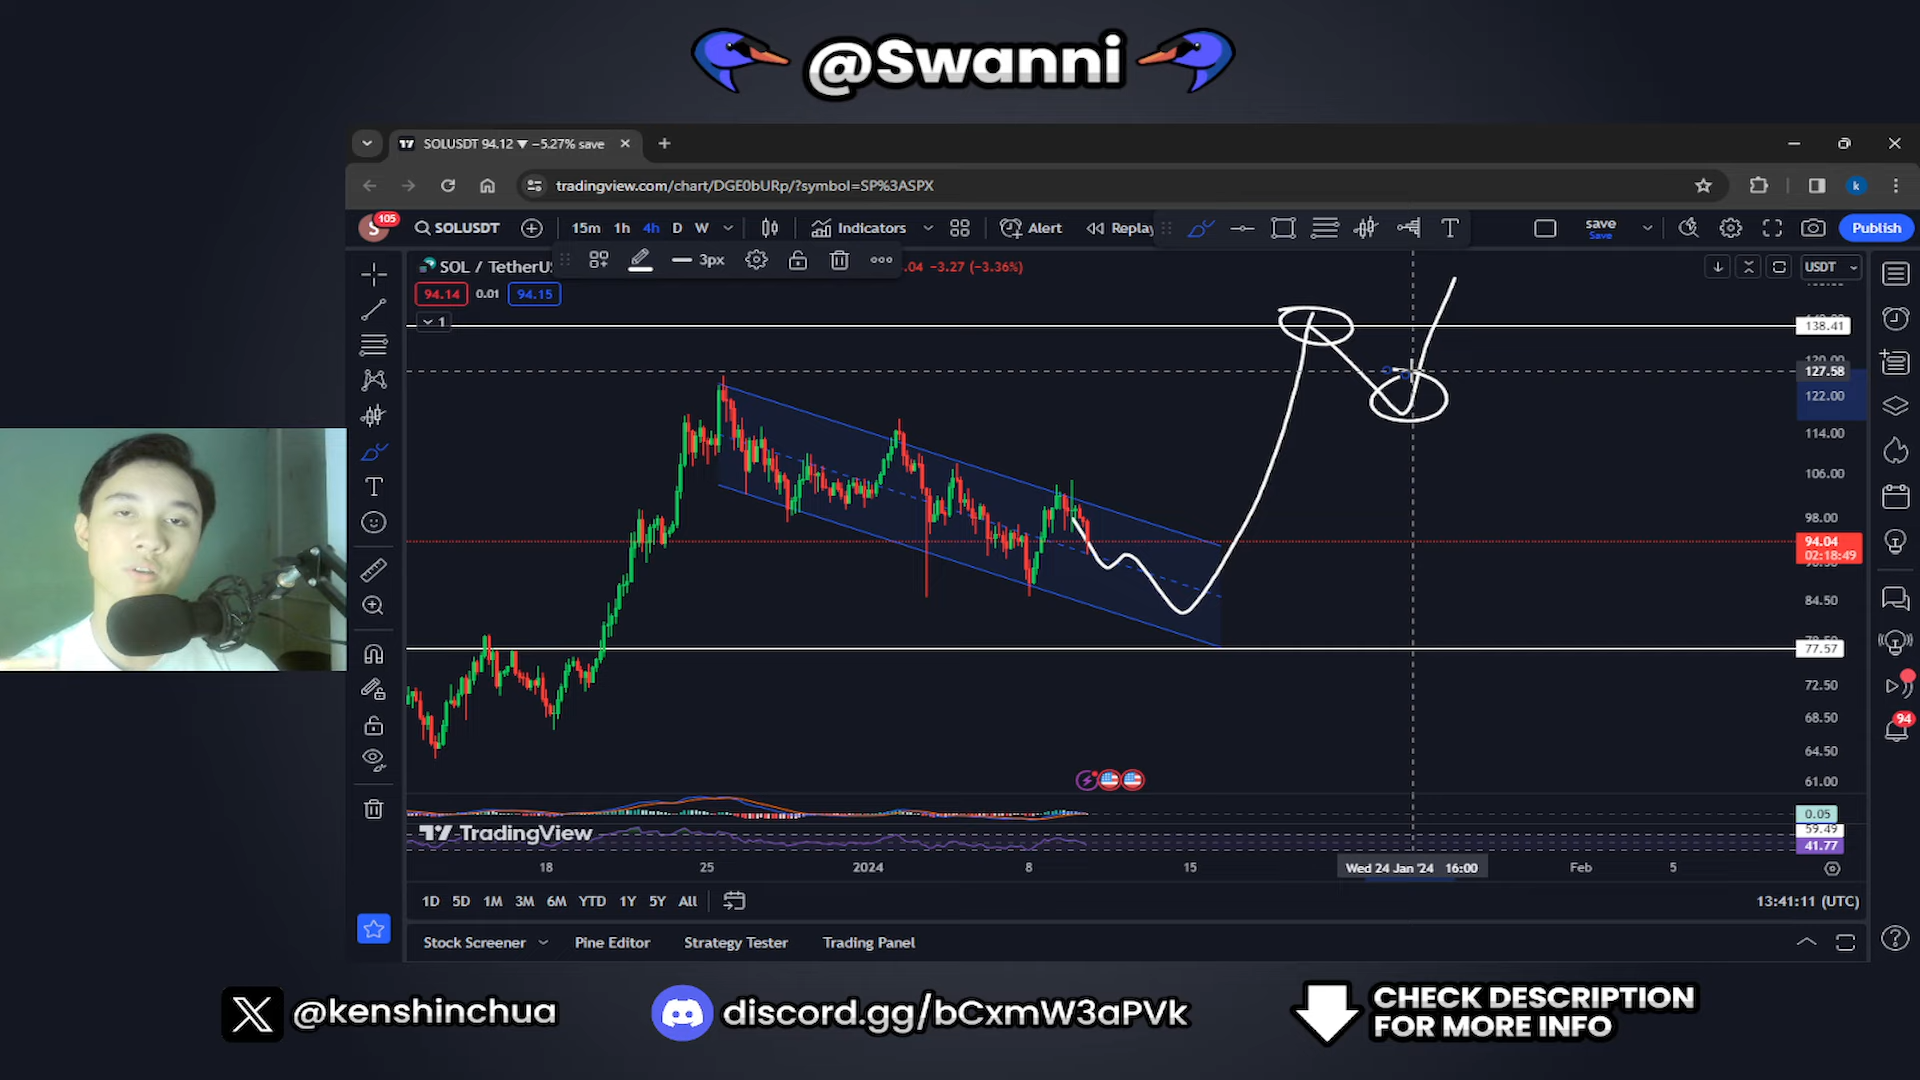 @Swanni
SOLUSDT 94.12 ▼ −5.27% save
tradingview.com/chart/DGE0bURp/?symbol=SP%3ASPX
k
S
105
SOLUSDT
15m 1h 4h D W
Indicators
Alert
Replay
T
save
Save
Publish
SOL / TetherUS
3px
.04 −3.27 (−3.36%)
USDT
94.14 0.01 94.15
1
138.41
127.58
122.00
114.00
106.00
98.00
94.04
02:18:49
84.50
77.57
72.50
68.50
64.50
61.00
0.05
59.49
41.77
94
TradingView
18 25 2024 8 15 Wed 24 Jan '24 16:00 Feb 5
1D 5D 1M 3M 6M YTD 1Y 5Y All
13:41:11 (UTC)
Stock Screener Pine Editor Strategy Tester Trading Panel
@kenshinchua
discord.gg/bCxmW3aPVk
CHECK DESCRIPTION
FOR MORE INFO